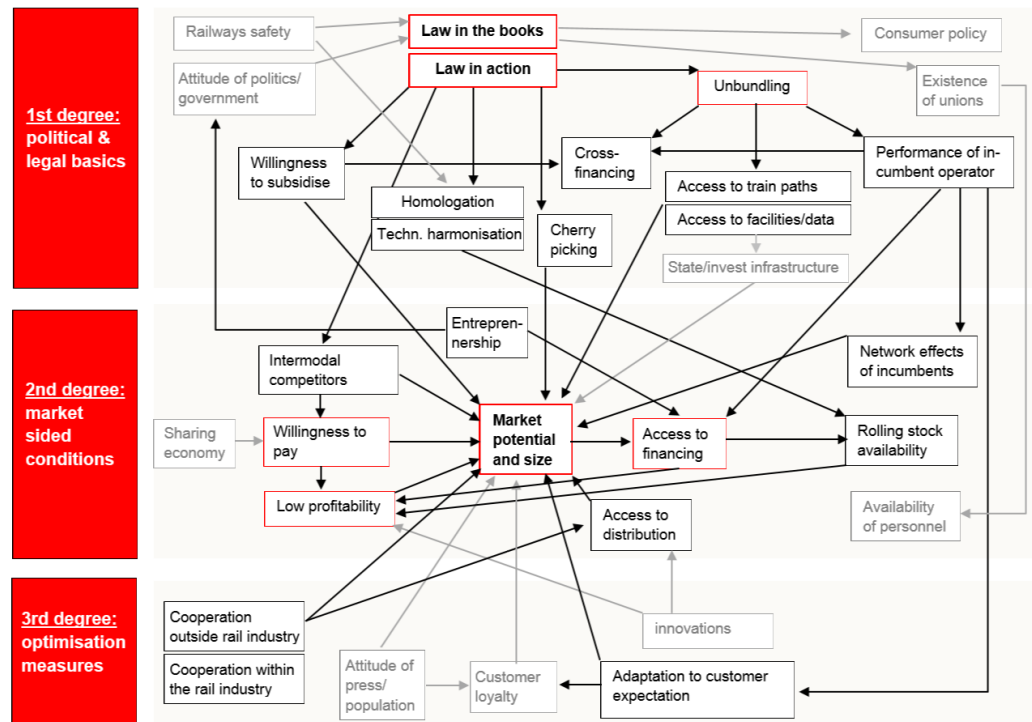 1st degree:
political &
legal basics
Railways safety
Law in the books
Consumer policy
Attitude of politics/
government
Law in action
Unbundling
Existence
of unions
Willingness
to subsidise
Cross-
financing
Performance of in-
cumbent operator
Homologation
Techn. harmonisation
Cherry
picking
Access to train paths
Access to facilities/data
State/invest infrastructure
2nd degree:
market
sided
conditions
Entrepren-
nership
Intermodal
competitors
Network effects
of incumbents
Sharing
economy
Willingness to
pay
Market
potential
and size
Access to
financing
Rolling stock
availability
Low profitability
Access to
distribution
Availability
of personnel
3rd degree:
optimisation
measures
Cooperation
outside rail industry
Cooperation within
the rail industry
innovations
Attitude of
press/
population
Customer
loyalty
Adaptation to customer
expectation